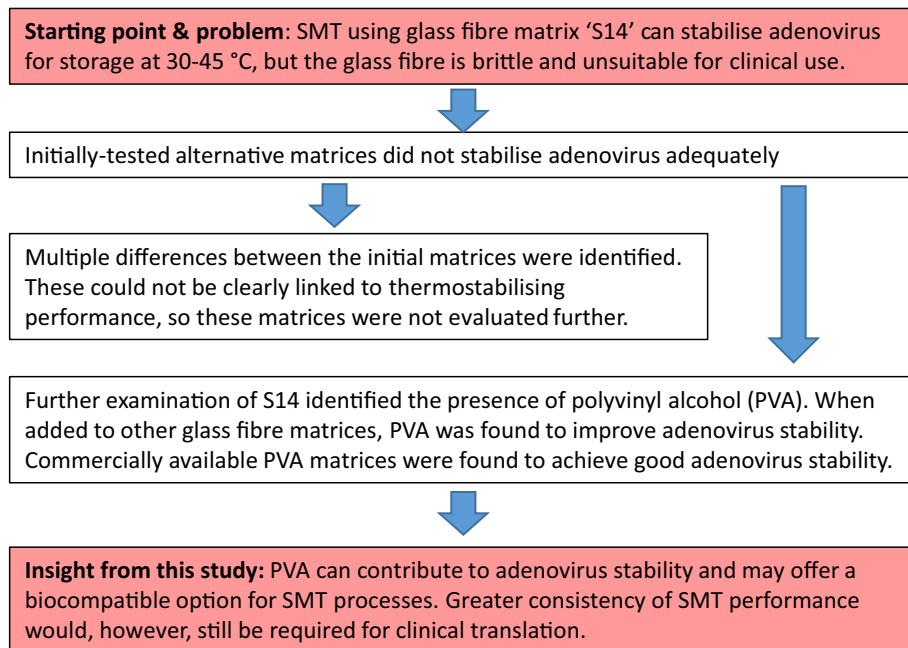 Starting point & problem: SMT using glass fibre matrix ‘S14’ can stabilise adenovirus
for storage at 30-45 °C, but the glass fibre is brittle and unsuitable for clinical use.
Initially-tested alternative matrices did not stabilise adenovirus adequately
Multiple differences between the initial matrices were identified.
These could not be clearly linked to thermostabilising
performance, so these matrices were not evaluated further.
Further examination of S14 identified the presence of polyvinyl alcohol (PVA). When
added to other glass fibre matrices, PVA was found to improve adenovirus stability.
Commercially available PVA matrices were found to achieve good adenovirus stability.
Insight from this study: PVA can contribute to adenovirus stability and may offer a
biocompatible option for SMT processes. Greater consistency of SMT performance
would, however, still be required for clinical translation.